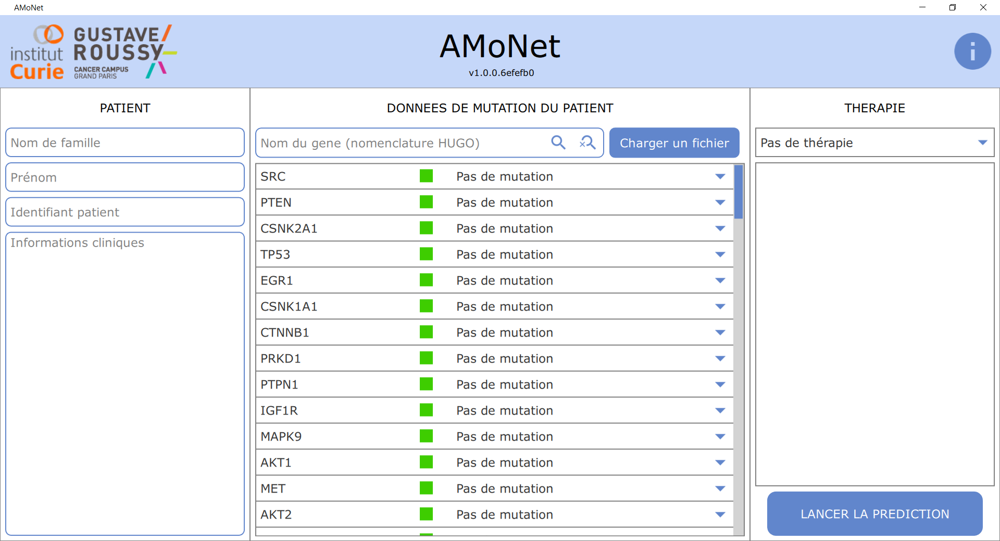 AMoNet
institut
Curie
GUSTAVE
ROUSSY
CANCER CAMPUS
GRAND PARIS
AMoNet
v1.0.0.6efefb0
i
PATIENT
Nom de famille
Prénom
Identifiant patient
Informations cliniques
DONNEES DE MUTATION DU PATIENT
Nom du gene (nomenclature HUGO)
Charger un fichier
SRC Pas de mutation
PTEN Pas de mutation
CSNK2A1 Pas de mutation
TP53 Pas de mutation
EGR1 Pas de mutation
CSNK1A1 Pas de mutation
CTNNB1 Pas de mutation
PRKD1 Pas de mutation
PTPN1 Pas de mutation
IGF1R Pas de mutation
MAPK9 Pas de mutation
AKT1 Pas de mutation
MET Pas de mutation
AKT2 Pas de mutation
THERAPIE
Pas de thérapie
LANCER LA PREDICTION